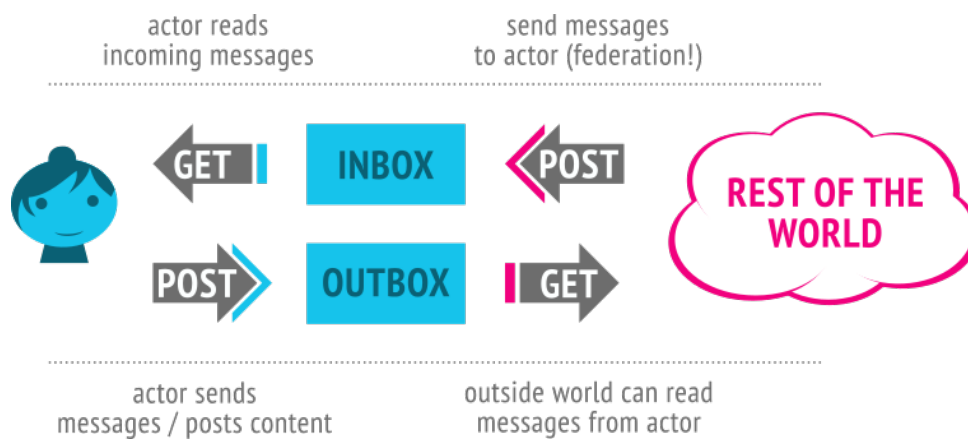 actor reads
incoming messages
send messages
to actor (federation!)
GET
INBOX
POST
REST OF THE
WORLD
POST
OUTBOX
GET
actor sends
messages / posts content
outside world can read
messages from actor